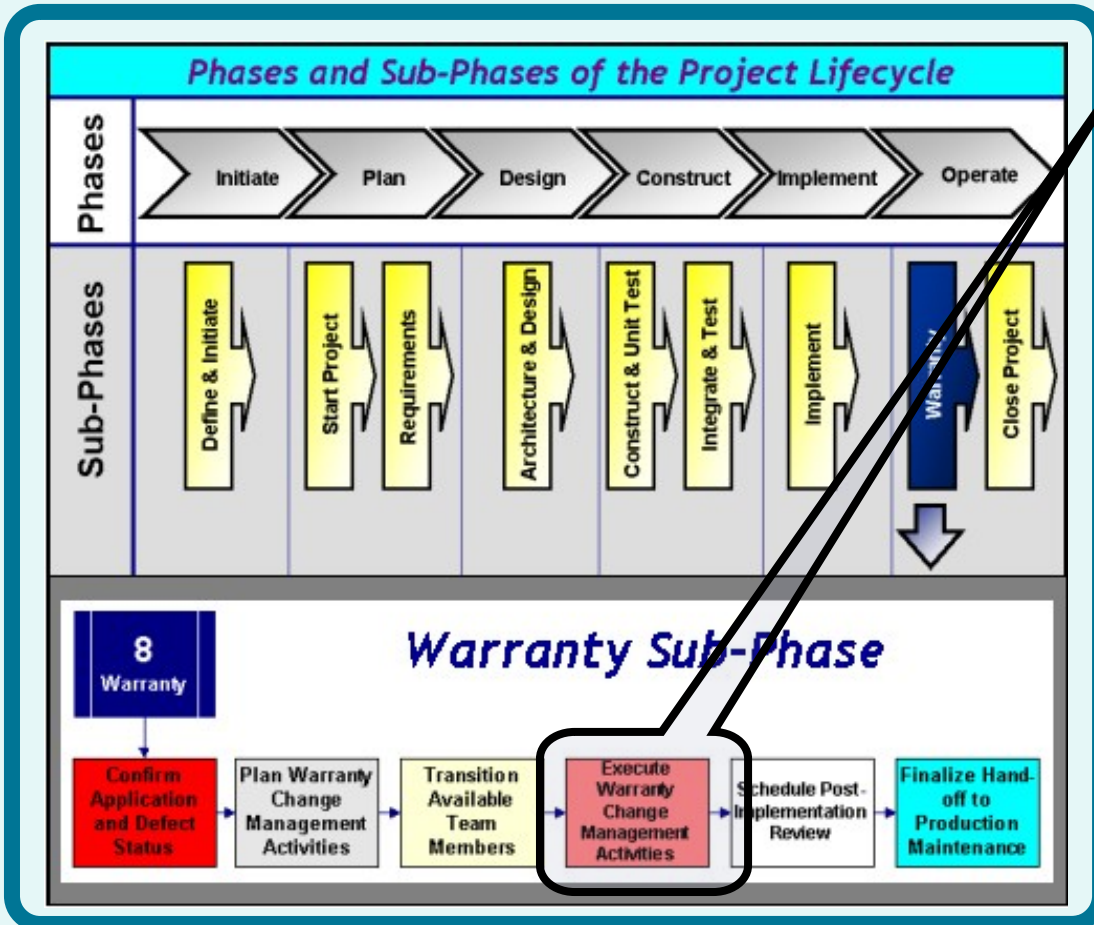 Phases and Sub-Phases of the Project Lifecycle
Phases
Initiate
Plan
Design
Construct
Implement
Operate
Sub-Phases
Define & Initiate
Start Project
Requirements
Architecture & Design
Construct & Unit Test
Integrate & Test
Implement
Warranty
Close Project
8
Warranty
Warranty Sub-Phase
Confirm
Application
and Defect
Status
Plan Warranty
Change
Management
Activities
Transition
Available
Team
Members
Execute
Warranty
Change
Management
Activities
Schedule Post-
Implementation
Review
Finalize Hand-
off to
Production
Maintenance